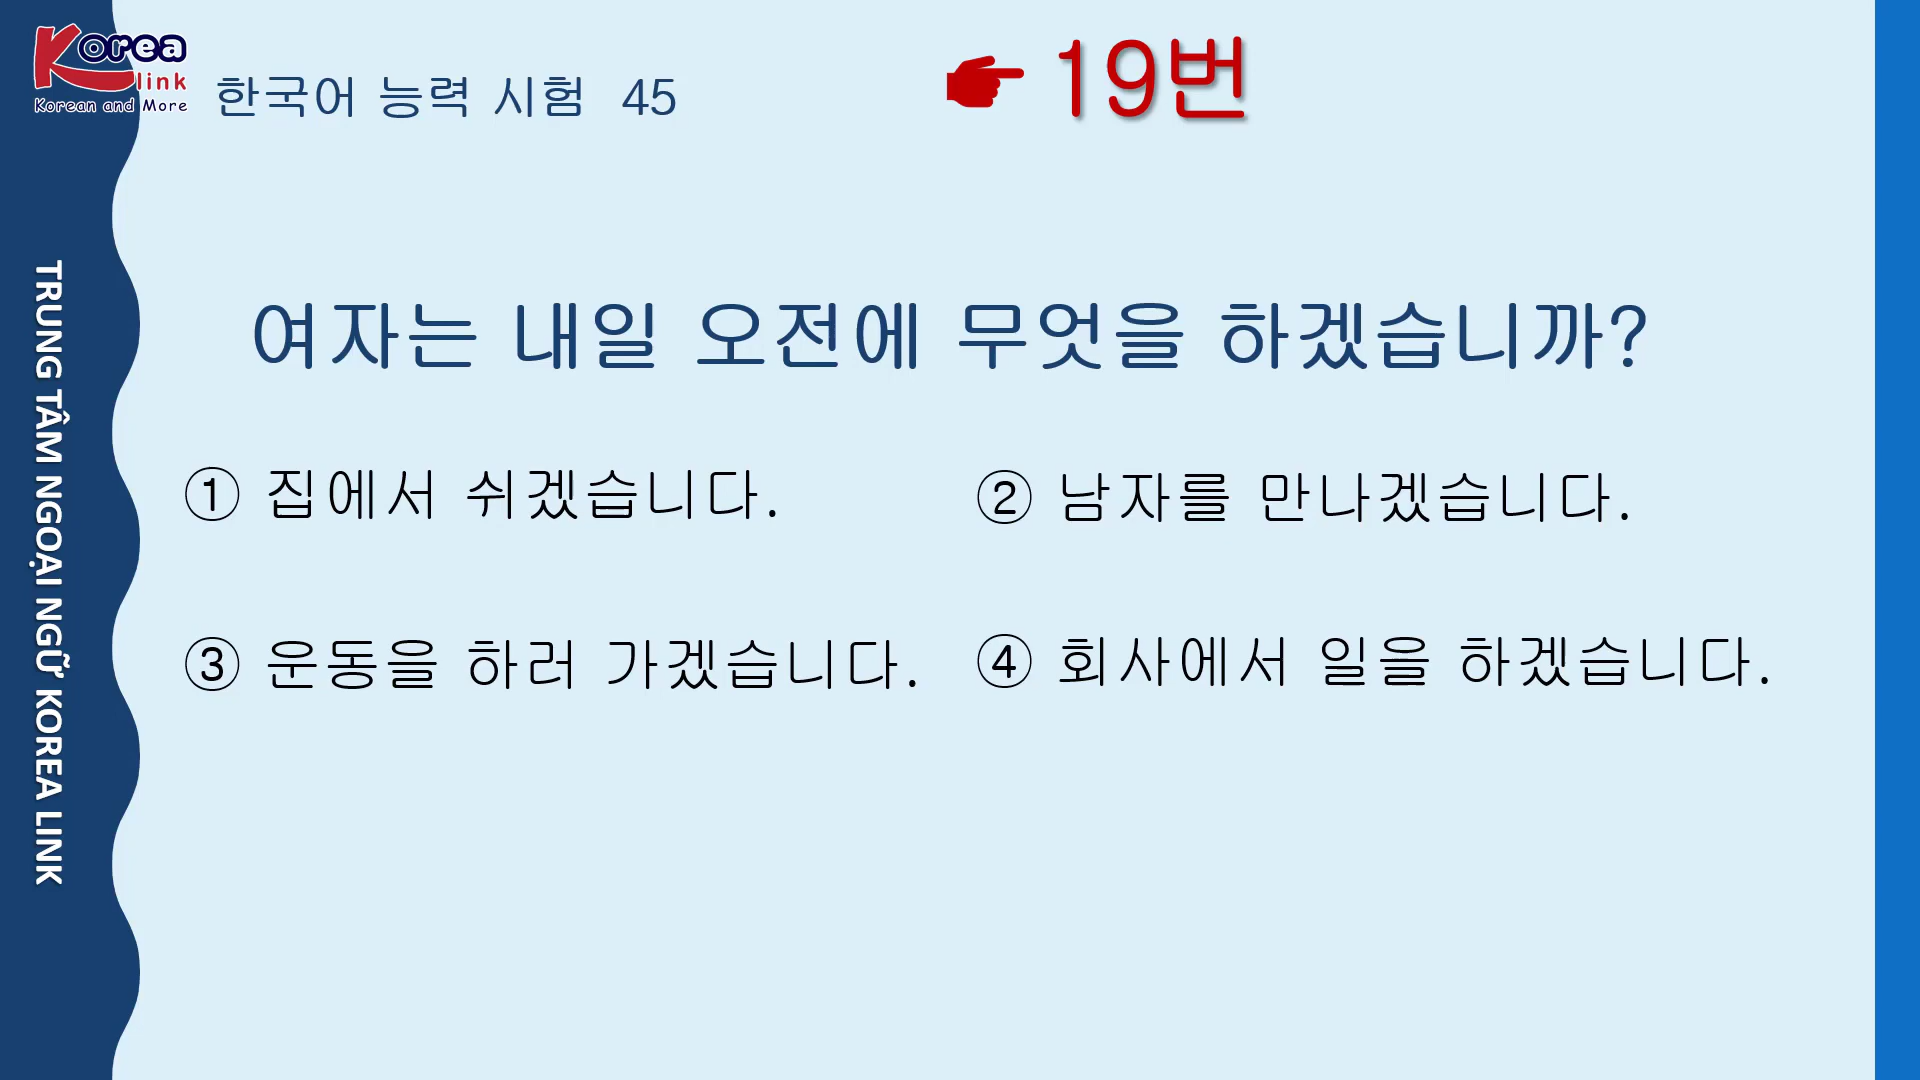 Korea
link
Korean and More
한국어 능력 시험 45
19번
TRUNG TÂM NGOẠI NGỮ KOREA LINK
여자는 내일 오전에 무엇을 하겠습니까?
① 집에서 쉬겠습니다.
② 남자를 만나겠습니다.
③ 운동을 하러 가겠습니다.
④ 회사에서 일을 하겠습니다.